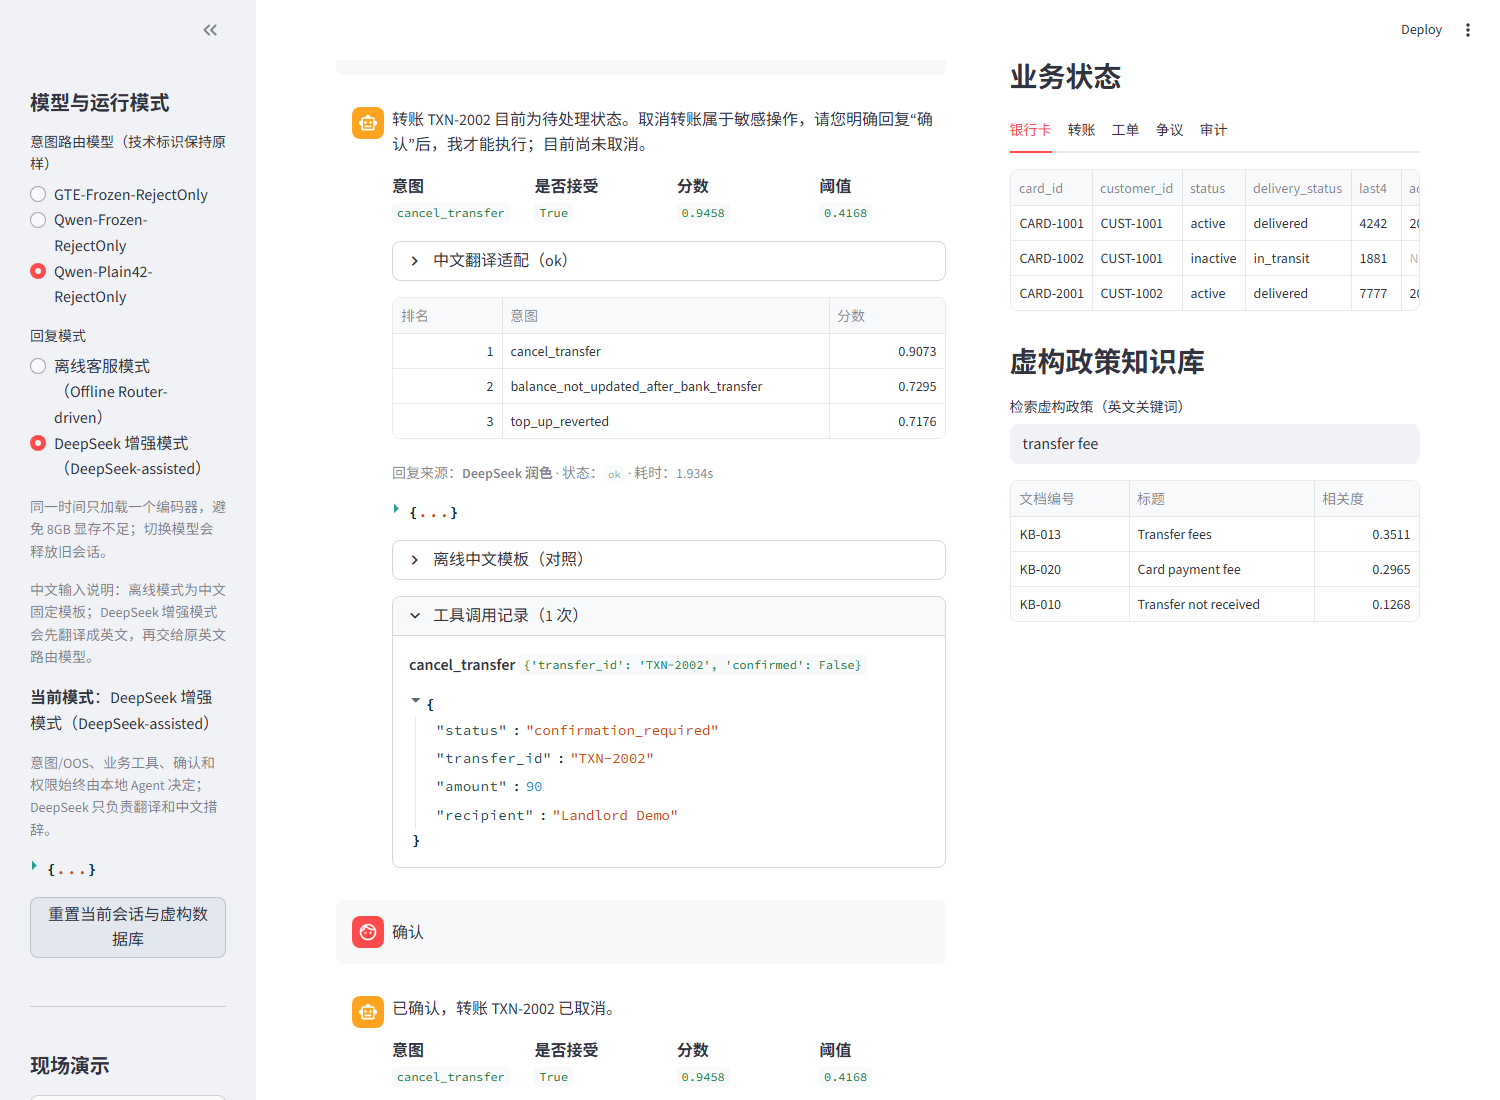 Deploy
模型与运行模式
意图路由模型（技术标识保持原
样）
GTE-Frozen-RejectOnly
Qwen-Frozen-
RejectOnly
Qwen-Plain42-
RejectOnly
回复模式
离线客服模式
（Offline Router-
driven）
DeepSeek 增强模式
（DeepSeek-assisted）
同一时间只加载一个编码器，避
免 8GB 显存不足；切换模型会
释放旧会话。
中文输入说明：离线模式为中文
固定模板；DeepSeek 增强模式
会先翻译成英文，再交给原英文
路由模型。
当前模式：DeepSeek 增强
模式（DeepSeek-assisted）
意图/OOS、业务工具、确认和
权限始终由本地 Agent 决定；
DeepSeek 只负责翻译和中文措
辞。
{...}
重置当前会话与虚构数
据库
现场演示
转账 TXN-2002 目前为待处理状态。取消转账属于敏感操作，请您明确回复“确
认”后，我才能执行；目前尚未取消。
意图 是否接受 分数 阈值
cancel_transfer True 0.9458 0.4168
中文翻译适配（ok）
排名 意图 分数
1 cancel_transfer 0.9073
2 balance_not_updated_after_bank_transfer 0.7295
3 top_up_reverted 0.7176
回复来源：DeepSeek 润色 · 状态： ok · 耗时：1.934s
{...}
离线中文模板（对照）
工具调用记录（1 次）
cancel_transfer {'transfer_id': 'TXN-2002', 'confirmed': False}
{
"status" : "confirmation_required"
"transfer_id" : "TXN-2002"
"amount" : 90
"recipient" : "Landlord Demo"
}
确认
已确认，转账 TXN-2002 已取消。
意图 是否接受 分数 阈值
cancel_transfer True 0.9458 0.4168
业务状态
银行卡 转账 工单 争议 审计
card_id customer_id status delivery_status last4
CARD-1001 CUST-1001 active delivered 4242
CARD-1002 CUST-1001 inactive in_transit 1881
CARD-2001 CUST-1002 active delivered 7777
虚构政策知识库
检索虚构政策（英文关键词）
transfer fee
文档编号 标题 相关度
KB-013 Transfer fees 0.3511
KB-020 Card payment fee 0.2965
KB-010 Transfer not received 0.1268